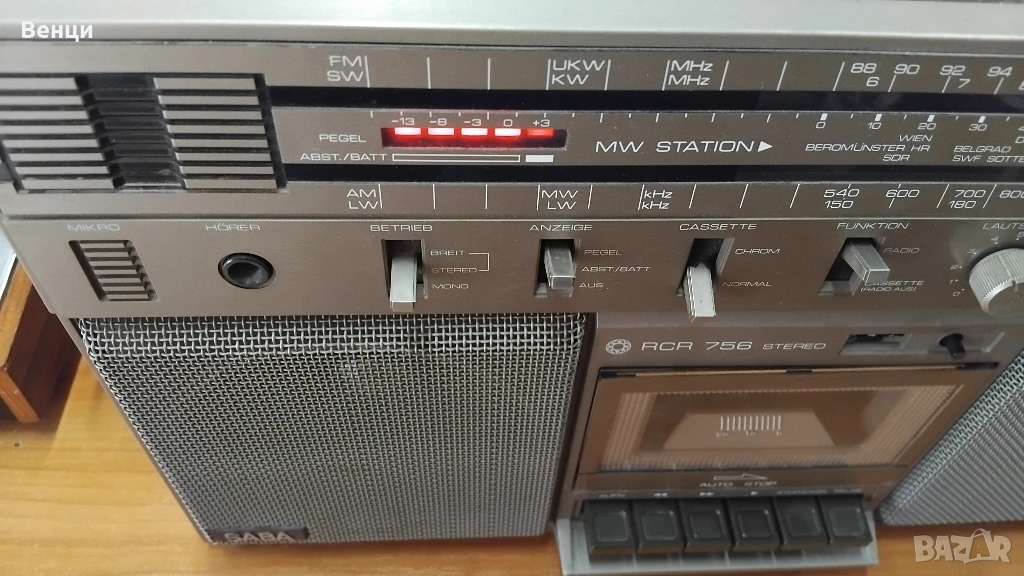 Венци
FM UKW MHz 88 90 92 94
SW KW MHz 6 7
-13 -8 -3 0 +3
PEGEL
ABST./BATT
MW STATION
0 10 20 30
WIEN
BEROMÜNSTER HR BELGRAD
SDR SWF SOTTE
AM MW kHz 540 600 700 800
LW LW kHz 150 180
MIKRO HÖRER BETRIEB ANZEIGE CASSETTE FUNKTION LAUTS
BREIT PEGEL CHROM RADIO
STEREO ABST/BATT
MONO AUS NORMAL CASSETTE
(RADIO AUS)
RCR 756 STEREO
AUTO STOP
SABA
BAZAR